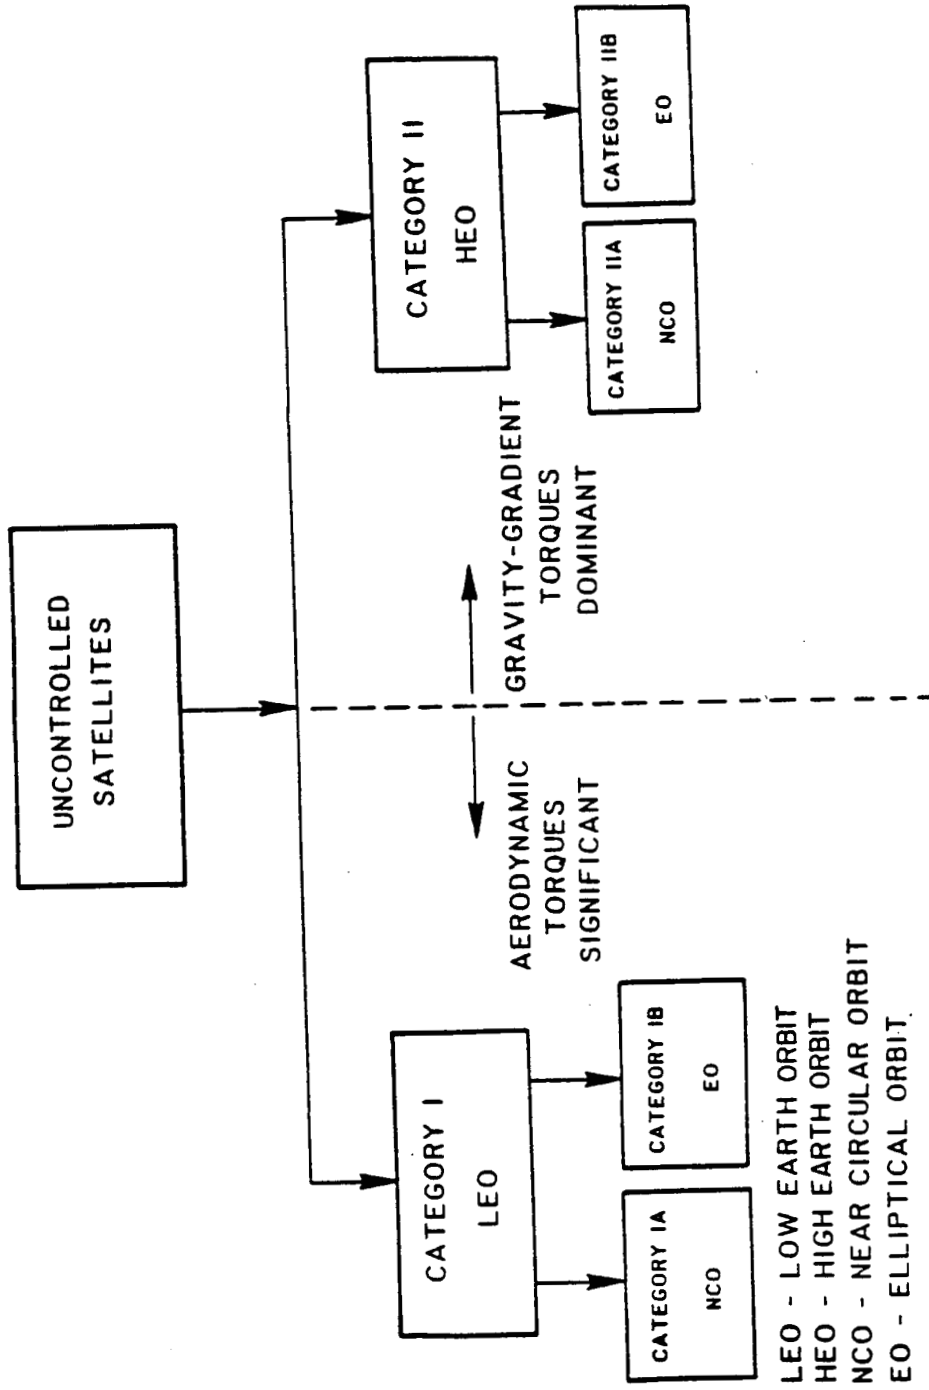 UNCONTROLLED
SATELLITES
CATEGORY I
LEO
CATEGORY II
HEO
AERODYNAMIC
TORQUES
SIGNIFICANT
GRAVITY-GRADIENT
TORQUES
DOMINANT
CATEGORY IA
NCO
CATEGORY IB
EO
CATEGORY IIA
NCO
CATEGORY IIB
EO
LEO - LOW EARTH ORBIT
HEO - HIGH EARTH ORBIT
NCO - NEAR CIRCULAR ORBIT
EO - ELLIPTICAL ORBIT